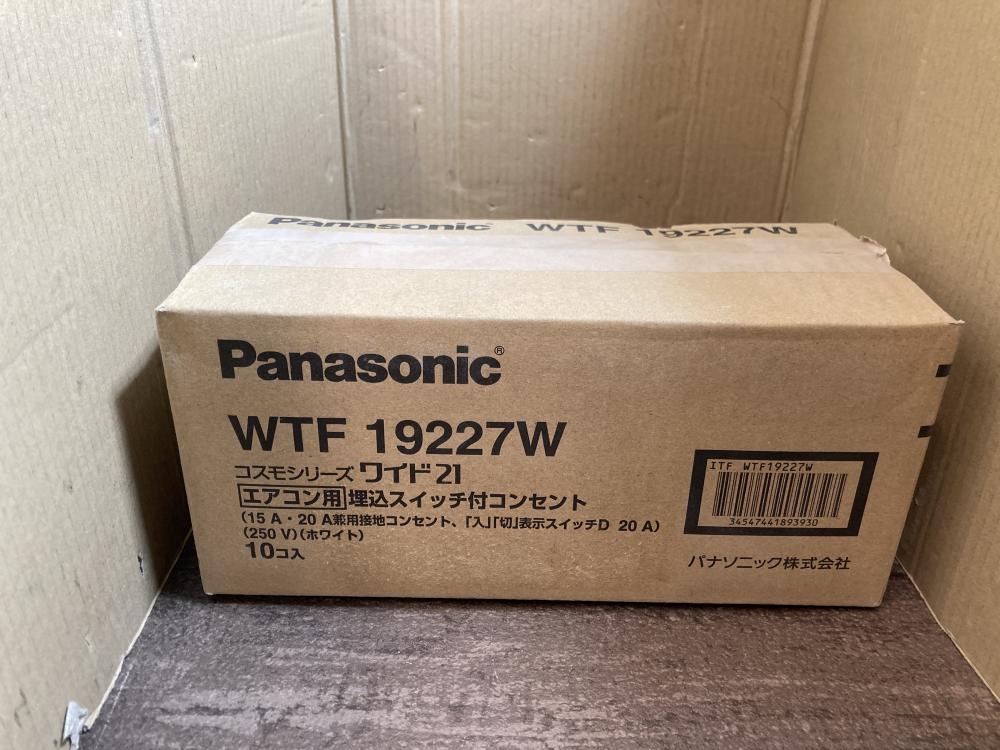 Panasonic WTF 19227W
Panasonic®
WTF 19227W
コスモシリーズ ワイド21
エアコン用 埋込スイッチ付コンセント
(15 A・20 A兼用接地コンセント、「入」「切」表示スイッチD 20 A)
(250 V)(ホワイト)
10コ入
ITF WTF19227W
34547441893930
パナソニック株式会社